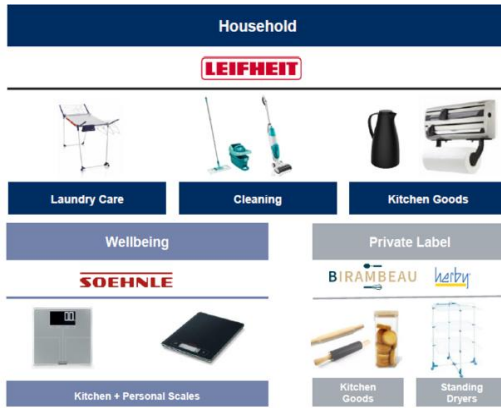 Household
LEIFHEIT
Laundry Care
Cleaning
Kitchen Goods
Wellbeing
Private Label
SOEHNLE
BIRAMBEAU
herby
Kitchen + Personal Scales
Kitchen
Goods
Standing
Dryers